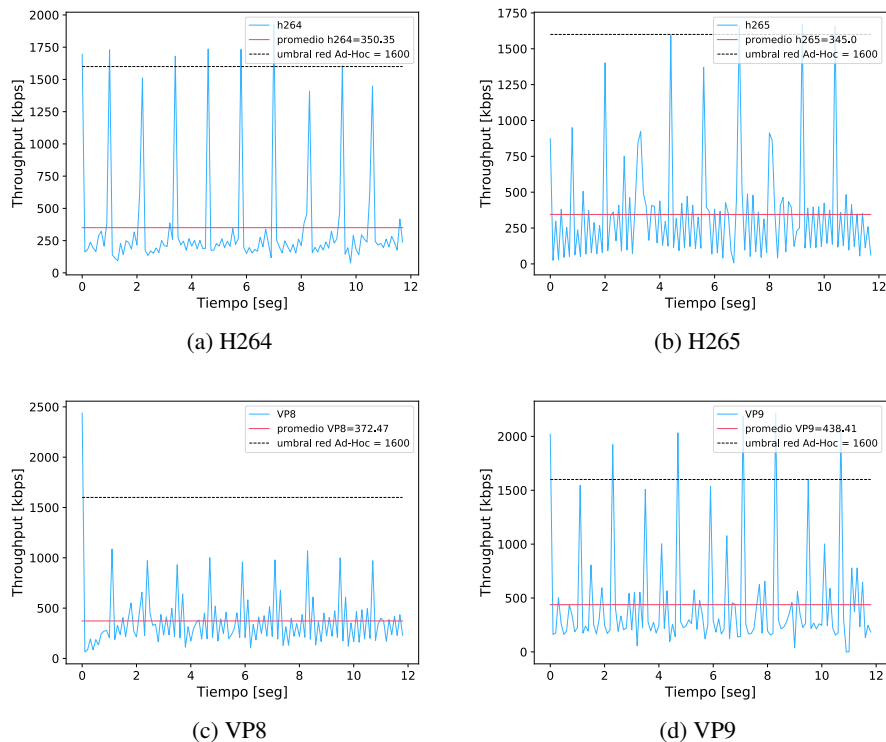 h264
promedio h264=350.35
umbral red Ad-Hoc = 1600
Throughput [kbps]
2000
1750
1500
1250
1000
750
500
250
0
0 2 4 6 8 10 12
Tiempo [seg]
(a) H264
h265
promedio h265=345.0
umbral red Ad-Hoc = 1600
Throughput [kbps]
1750
1500
1250
1000
750
500
250
0
0 2 4 6 8 10 12
Tiempo [seg]
(b) H265
VP8
promedio VP8=372.47
umbral red Ad-Hoc = 1600
Throughput [kbps]
2500
2000
1500
1000
500
0
0 2 4 6 8 10 12
Tiempo [seg]
(c) VP8
VP9
promedio VP9=438.41
umbral red Ad-Hoc = 1600
Throughput [kbps]
2000
1500
1000
500
0
0 2 4 6 8 10 12
Tiempo [seg]
(d) VP9